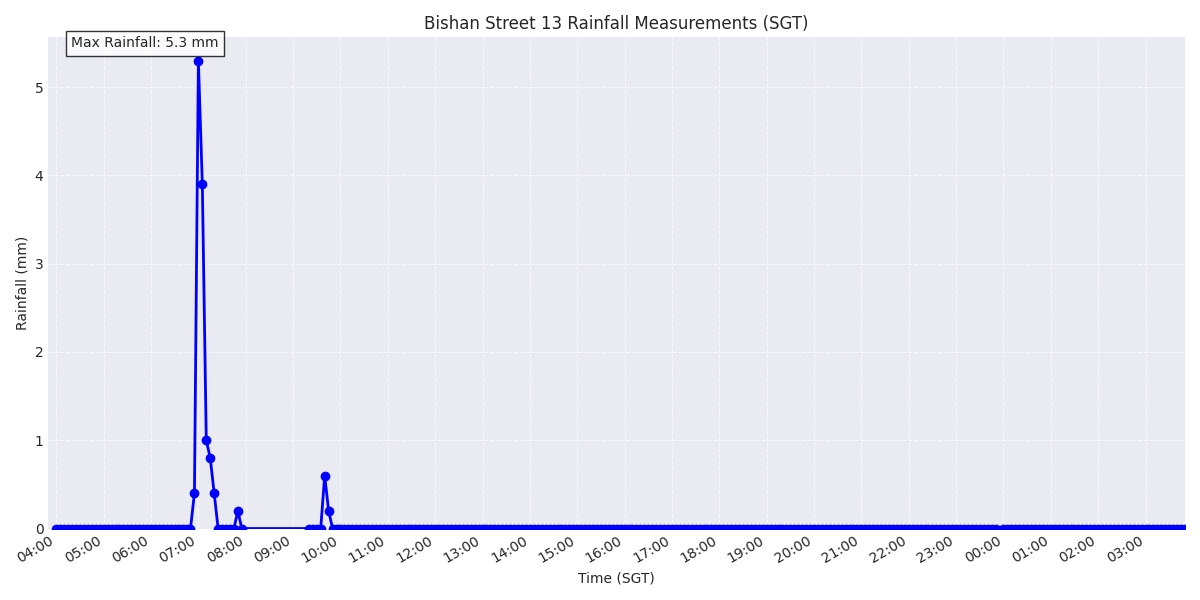 Bishan Street 13 Rainfall Measurements (SGT)
Max Rainfall: 5.3 mm
5
4
3
2
1
0
Rainfall (mm)
04:00 05:00 06:00 07:00 08:00 09:00 10:00 11:00 12:00 13:00 14:00 15:00 16:00 17:00 18:00 19:00 20:00 21:00 22:00 23:00 00:00 01:00 02:00 03:00
Time (SGT)